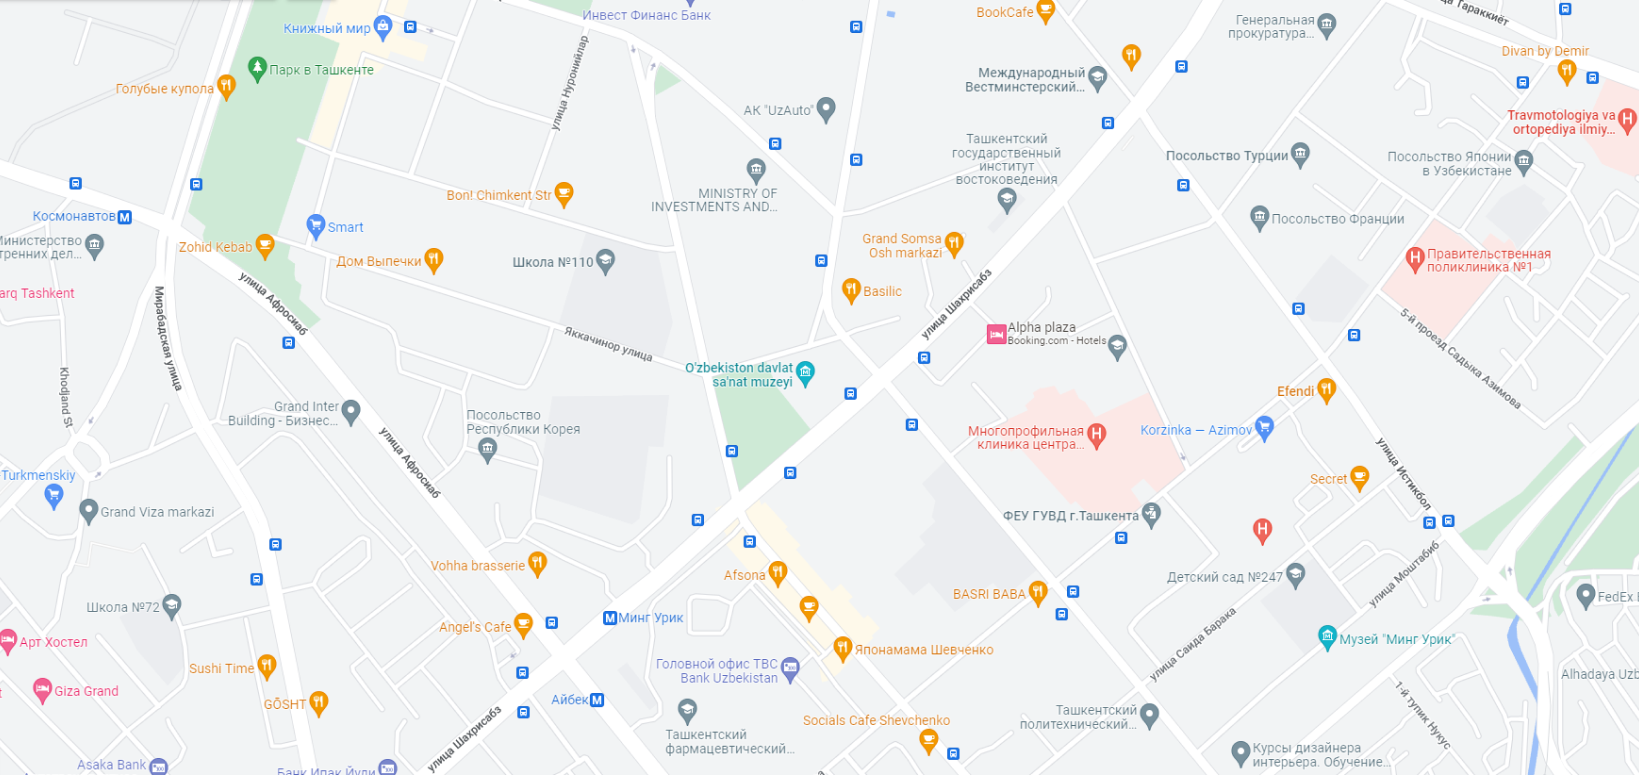 Инвест Финанс Банк
Книжный мир
BookCafe
Генеральная
прокуратура...
ца Тараккиёт
Divan by Demir
Парк в Ташкенте
Голубые купола
улица Нуронийлар
Международный
Вестминстерский...
АК "UzAuto"
Travmotologiya va
ortopediya ilmiy...
Ташкентский
государственный
институт
востоковедения
Посольство Турции
Посольство Японии
в Узбекистане
Bon! Chimkent Str
MINISTRY OF
INVESTMENTS AND...
Космонавтов
M
Smart
Посольство Франции
Министерство
тренних дел...
Zohid Kebab
Дом Выпечки
Школа №110
Grand Somsa
Osh markazi
Правительственная
поликлиника №1
arq Tashkent
Basilic
улица Афросиаб
Мирабадская улица
улица Шахрисабз
Alpha plaza
Booking.com - Hotels
5-й проезд Садыка Азимова
Яккачинор улица
O'zbekiston davlat
sa'nat muzeyi
Khodjand St
Efendi
Grand Inter
Building - Бизнес...
Посольство
Республики Корея
Многопрофильная
клиника центра...
Korzinka — Azimov
улица Афросиаб
улица Истикбол
Turkmenskiy
Secret
Grand Viza markazi
ФЕУ ГУВД г.Ташкента
Vohha brasserie
Afsona
BASRI BABA
Детский сад №247
улица Моштабиб
FedEx
Школа №72
M
Минг Урик
Angel's Cafe
улица Саида Барака
Арт Хостел
Музей "Минг Урик"
Япономама Шевченко
Sushi Time
Головной офис TBC
Bank Uzbekistan
Alhadaya Uzb
Giza Grand
GŌSHT
Айбек
M
улица Шахрисабз
Socials Cafe Shevchenko
Ташкентский
политехнический...
1-й тупик Нукус
Ташкентский
фармацевтический...
Курсы дизайнера
интерьера. Обучение...
Asaka Bank
Банк Ипак Йули